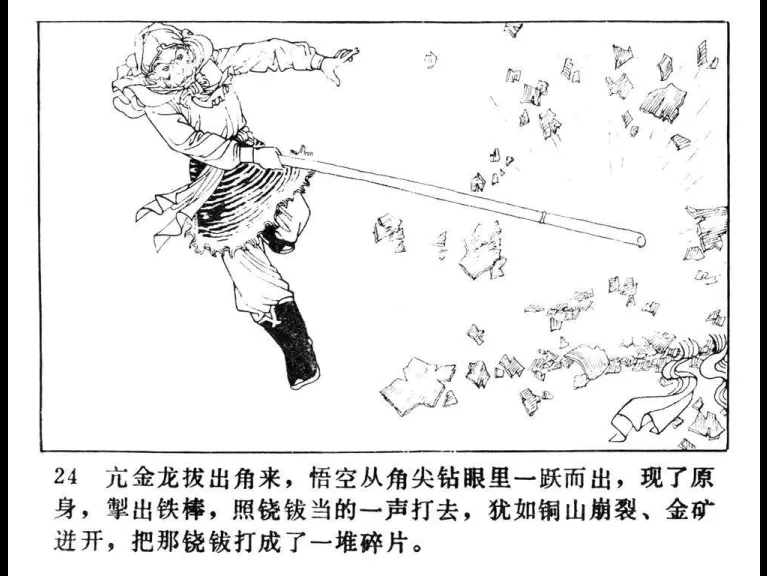 24 亢金龙拔出角来，悟空从角尖钻眼里一跃而出，现了原
身，掣出铁棒，照铙钹当的一声打去，犹如铜山崩裂、金矿
迸开，把那铙钹打成了一堆碎片。